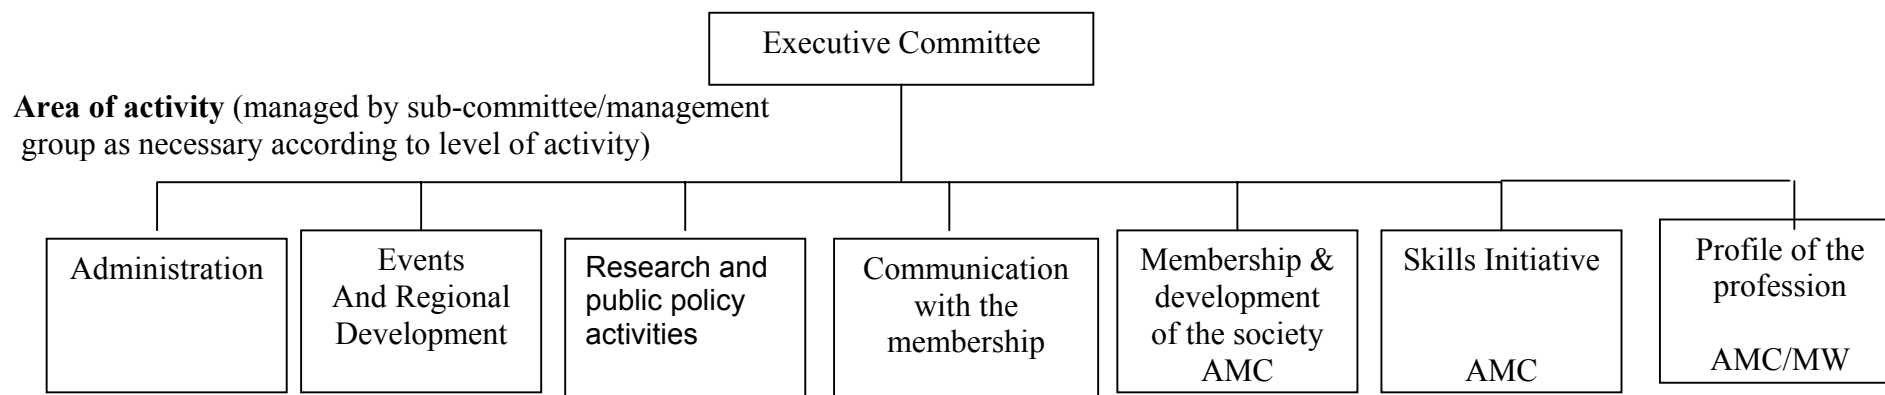 Executive Committee
Area of activity (managed by sub-committee/management
group as necessary according to level of activity)
Administration
Events
And Regional
Development
Research and
public policy
activities
Communication
with the
membership
Membership &
development
of the society
AMC
Skills Initiative
AMC
Profile of the
profession
AMC/MW